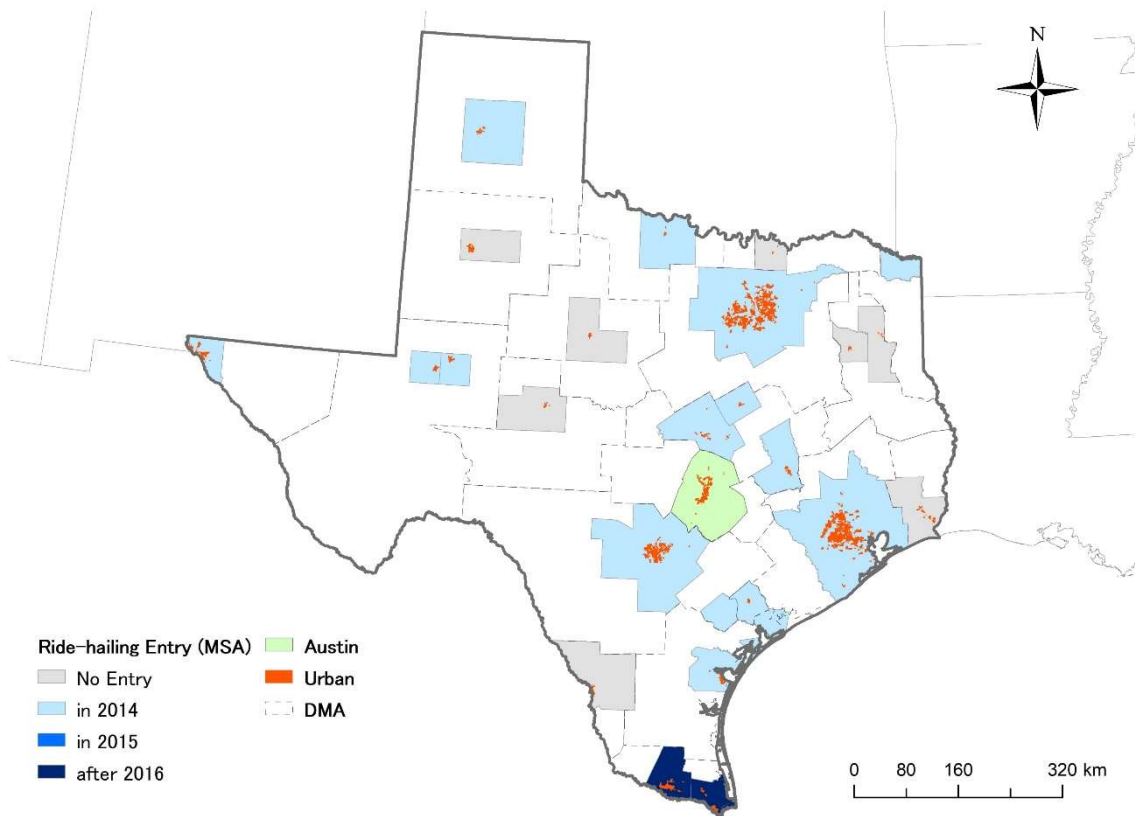 N
Ride-hailing Entry (MSA)
No Entry
in 2014
in 2015
after 2016
Austin
Urban
DMA
0 80 160 320 km